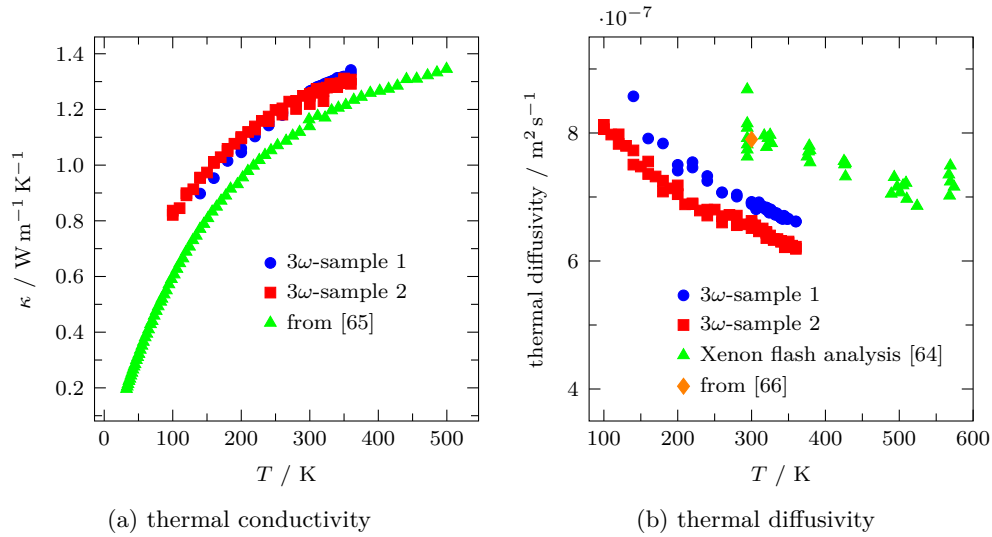 1.4
1.2
1.0
0.8
0.6
0.4
0.2
κ / W m⁻¹ K⁻¹
0 100 200 300 400 500
T / K
3ω-sample 1
3ω-sample 2
from [65]
(a) thermal conductivity
·10⁻⁷
8
6
4
thermal diffusivity / m² s⁻¹
100 200 300 400 500 600
T / K
3ω-sample 1
3ω-sample 2
Xenon flash analysis [64]
from [66]
(b) thermal diffusivity